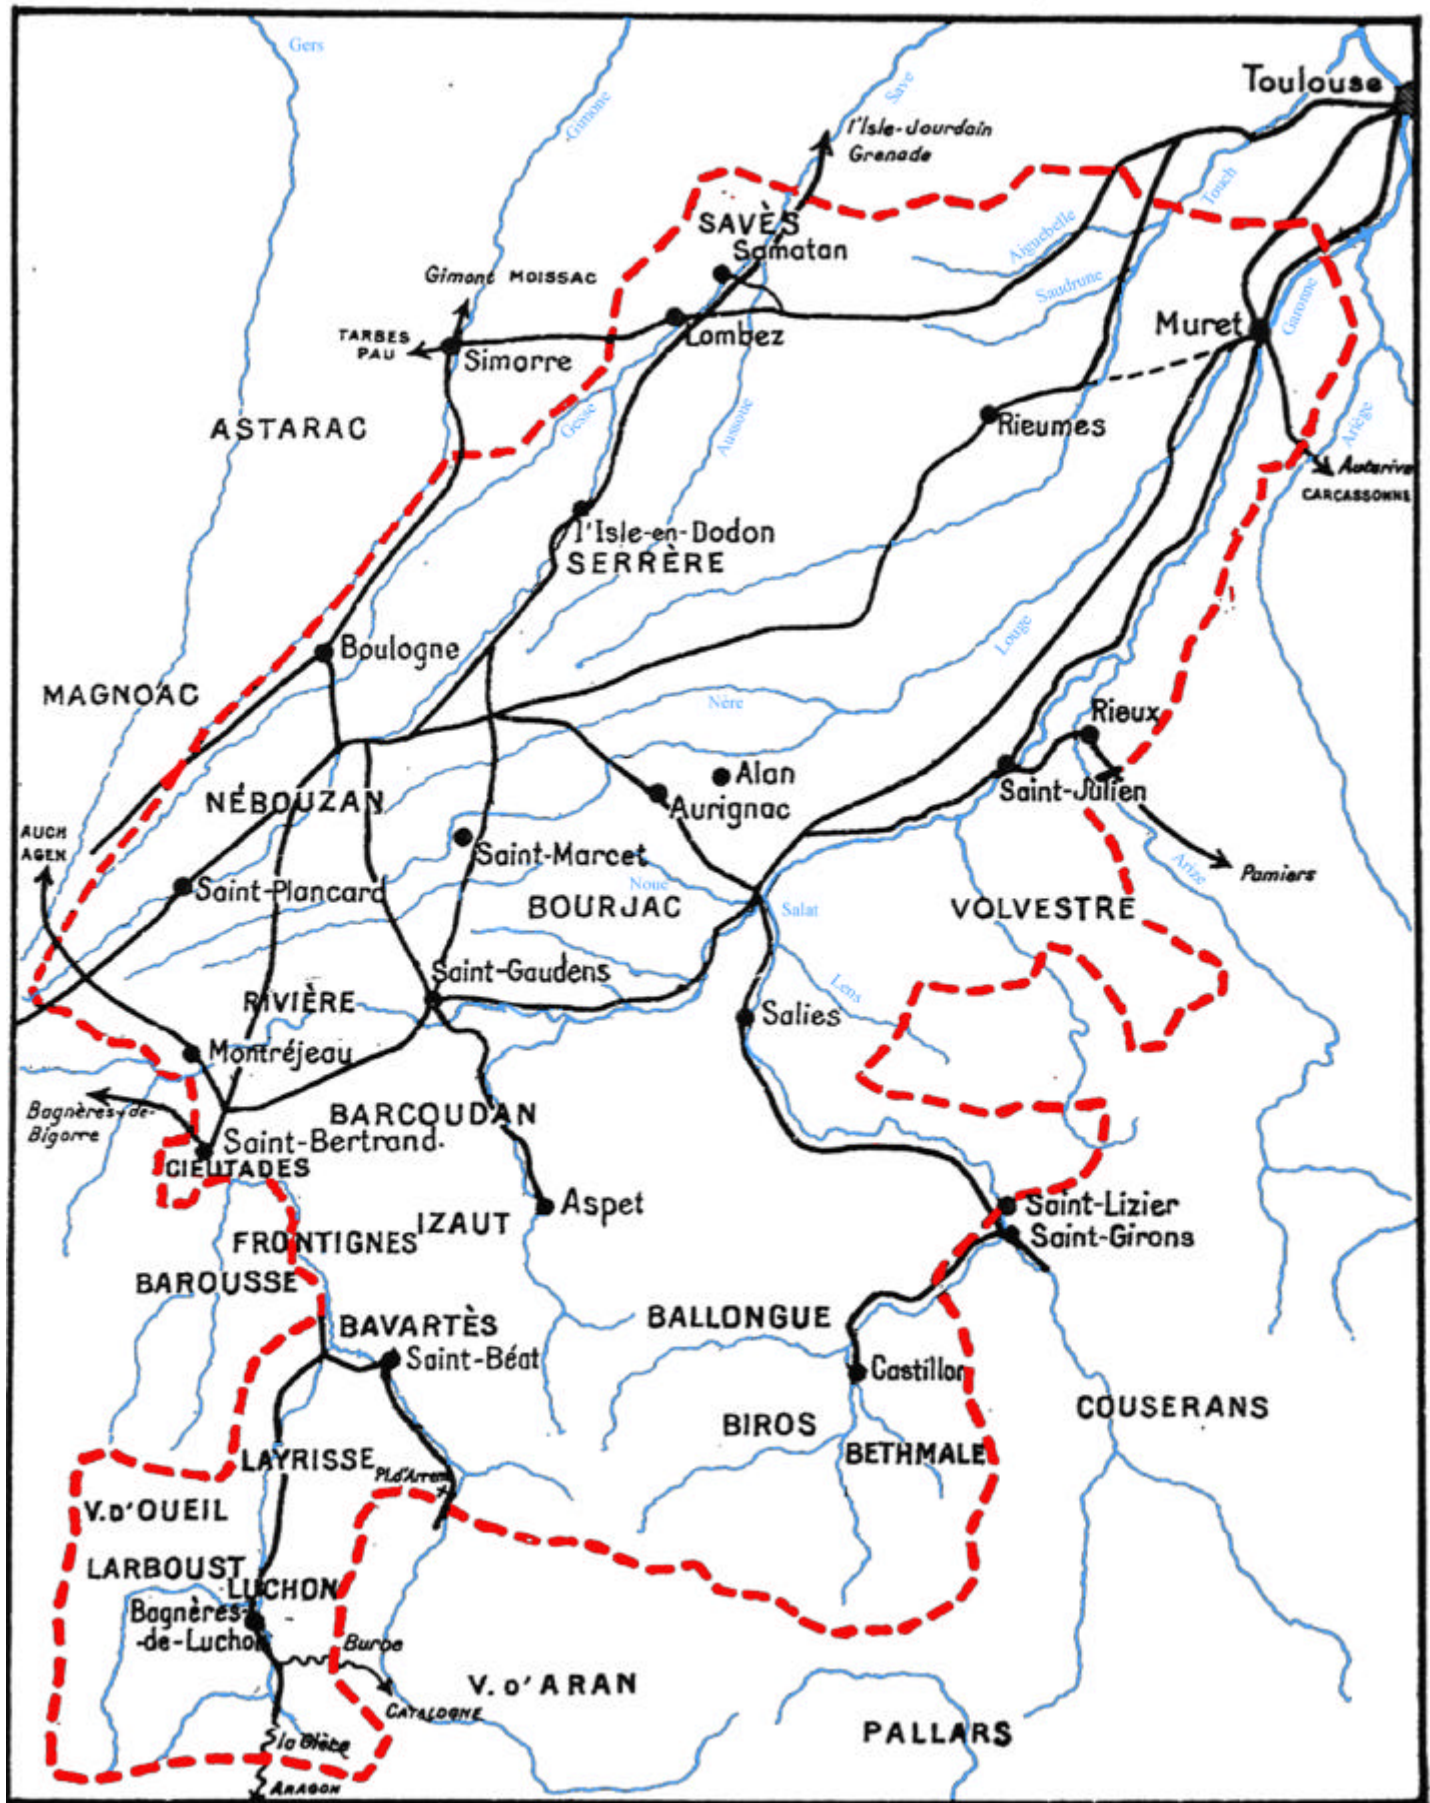 Gers
Gimone
Save
Toulouse
l'Isle-Jourdain
Grenade
Touch
SAVÈS
Samatan
Aiguebelle
Gimont MOISSAC
Saudrune
Garonne
TARBES
PAU
Simorre
Lombez
Muret
ASTARAC
Gesse
Aussoue
Rieumes
Ariège
Auterive
CARCASSONNE
l'Isle-en-Dodon
SERRÈRE
Louge
Boulogne
MAGNOAC
Nère
Rieux
Alan
Aurignac
Saint-Julien
NÉBOUZAN
AUCH
AGEN
Saint-Marcet
Saint-Plancard
Noue
BOURJAC
Salat
VOLVESTRE
Arize
Pamiers
Saint-Gaudens
Lens
RIVIÈRE
Salies
Montréjeau
Bagnères-de-
Bigorre
BARCOUDAN
Saint-Bertrand.
CIEUTADES
Aspet
IZAUT
Saint-Lizier
Saint-Girons
FRONTIGNES
BAROUSSE
BAVARTÈS
BALLONGUE
Saint-Béat
Castillon
COUSERANS
BIROS
BETHMALE
LAYRISSE
Pl.d'Arrem
V.D'OUEIL
LARBOUST
LUCHON
Bagnères-
-de-Luchon
Burbe
V. D'ARAN
CATALOGNE
PALLARS
la Glère
ARAGON